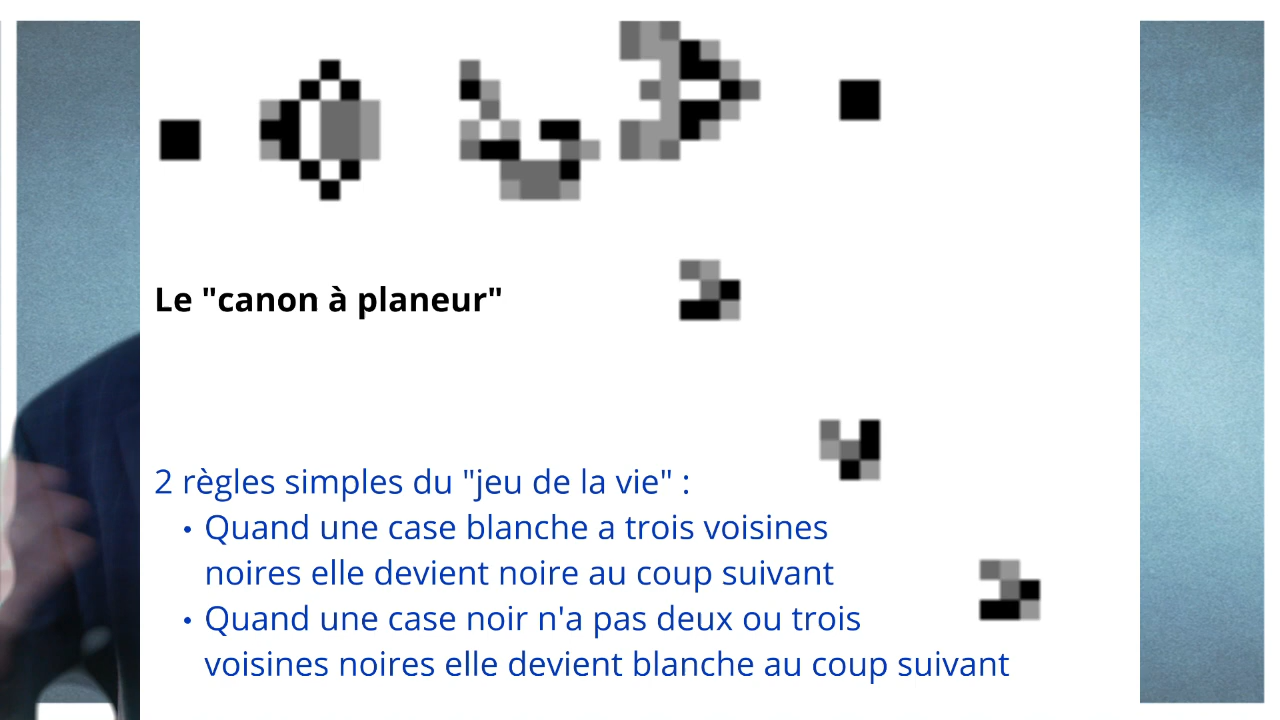 Le "canon à planeur"
2 règles simples du "jeu de la vie" :
• Quand une case blanche a trois voisines
noires elle devient noire au coup suivant
• Quand une case noir n'a pas deux ou trois
voisines noires elle devient blanche au coup suivant